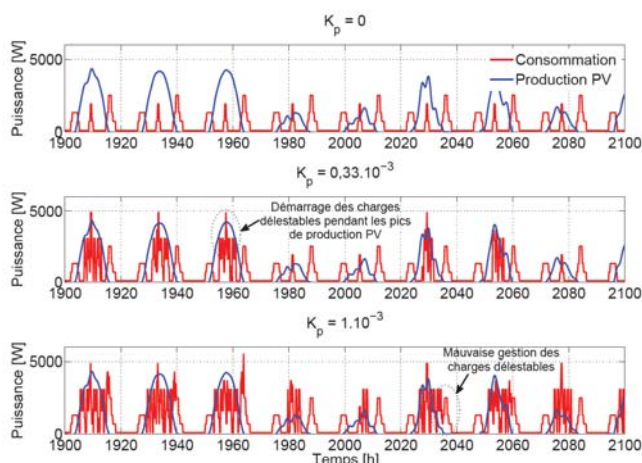 Kp = 0
Puissance [W]
5000
0
Consommation
Production PV
1900 1920 1940 1960 1980 2000 2020 2040 2060 2080 2100
Kp = 0,33.10-3
Puissance [W]
5000
0
Démarrage des charges
délestables pendant les pics
de production PV
1900 1920 1940 1960 1980 2000 2020 2040 2060 2080 2100
Kp = 1.10-3
Puissance [W]
5000
0
Mauvaise gestion des
charges délestables
1900 1920 1940 1960 1980 2000 2020 2040 2060 2080 2100
Temps [h]